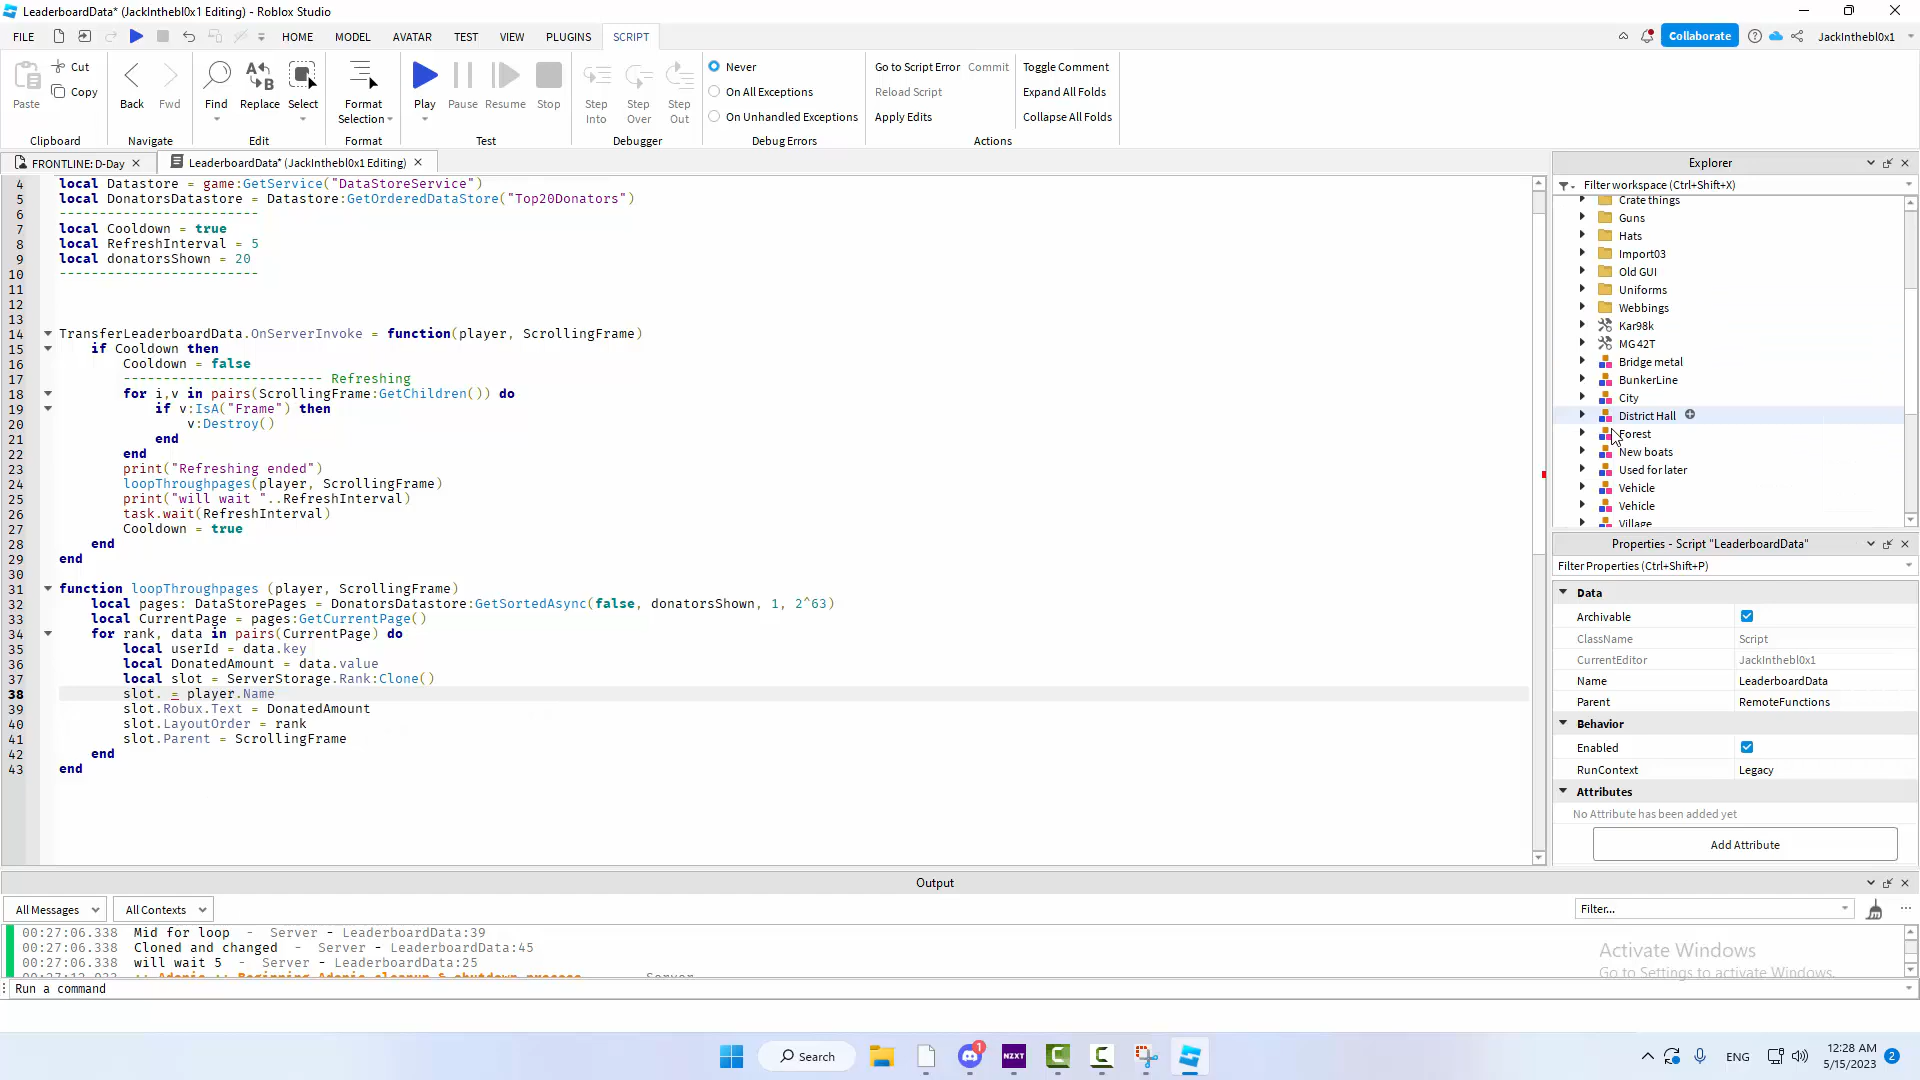 LeaderboardData* (JackInthebl0x1 Editing) - Roblox Studio
FILE HOME MODEL AVATAR TEST VIEW PLUGINS SCRIPT Collaborate JackInthebl0x1
Paste Cut Copy Back Fwd Find Replace Select Format Selection Play Pause Resume Stop Step Into Step Over Step Out
Never Go to Script Error Commit Toggle Comment
On All Exceptions Reload Script Expand All Folds
On Unhandled Exceptions Apply Edits Collapse All Folds
Clipboard Navigate Edit Format Test Debugger Debug Errors Actions
FRONTLINE: D-Day LeaderboardData* (JackInthebl0x1 Editing)
4 local Datastore = game:GetService("DataStoreService")
5 local DonatorsDatastore = Datastore:GetOrderedDataStore("Top20Donators")
6 -------------------------
7 local Cooldown = true
8 local RefreshInterval = 5
9 local donatorsShown = 20
10 -------------------------
11
12
13
14 TransferLeaderboardData.OnServerInvoke = function(player, ScrollingFrame)
15 if Cooldown then
16 Cooldown = false
17 ------------------------- Refreshing
18 for i,v in pairs(ScrollingFrame:GetChildren()) do
19 if v:IsA("Frame") then
20 v:Destroy()
21 end
22 end
23 print("Refreshing ended")
24 loopThroughpages(player, ScrollingFrame)
25 print("will wait "..RefreshInterval)
26 task.wait(RefreshInterval)
27 Cooldown = true
28 end
29 end
30
31 function loopThroughpages (player, ScrollingFrame)
32 local pages: DataStorePages = DonatorsDatastore:GetSortedAsync(false, donatorsShown, 1, 2^63)
33 local CurrentPage = pages:GetCurrentPage()
34 for rank, data in pairs(CurrentPage) do
35 local userId = data.key
36 local DonatedAmount = data.value
37 local slot = ServerStorage.Rank:Clone()
38 slot. = player.Name
39 slot.Robux.Text = DonatedAmount
40 slot.LayoutOrder = rank
41 slot.Parent = ScrollingFrame
42 end
43 end
Explorer
Filter workspace (Ctrl+Shift+X)
Crate things
Guns
Hats
Import03
Old GUI
Uniforms
Webbings
Kar98k
MG42T
Bridge metal
BunkerLine
City
District Hall
Forest
New boats
Used for later
Vehicle
Vehicle
Village
Properties - Script "LeaderboardData"
Filter Properties (Ctrl+Shift+P)
Data
Archivable
ClassName Script
CurrentEditor JackInthebl0x1
Name LeaderboardData
Parent RemoteFunctions
Behavior
Enabled
RunContext Legacy
Attributes
No Attribute has been added yet
Add Attribute
Output
All Messages All Contexts Filter...
00:27:06.338 Mid for loop - Server - LeaderboardData:39
00:27:06.338 Cloned and changed - Server - LeaderboardData:45
00:27:06.338 will wait 5 - Server - LeaderboardData:25
Activate Windows
Go to Settings to activate Windows.
Run a command
Search NZXT 1 ENG 12:28 AM 5/15/2023 2